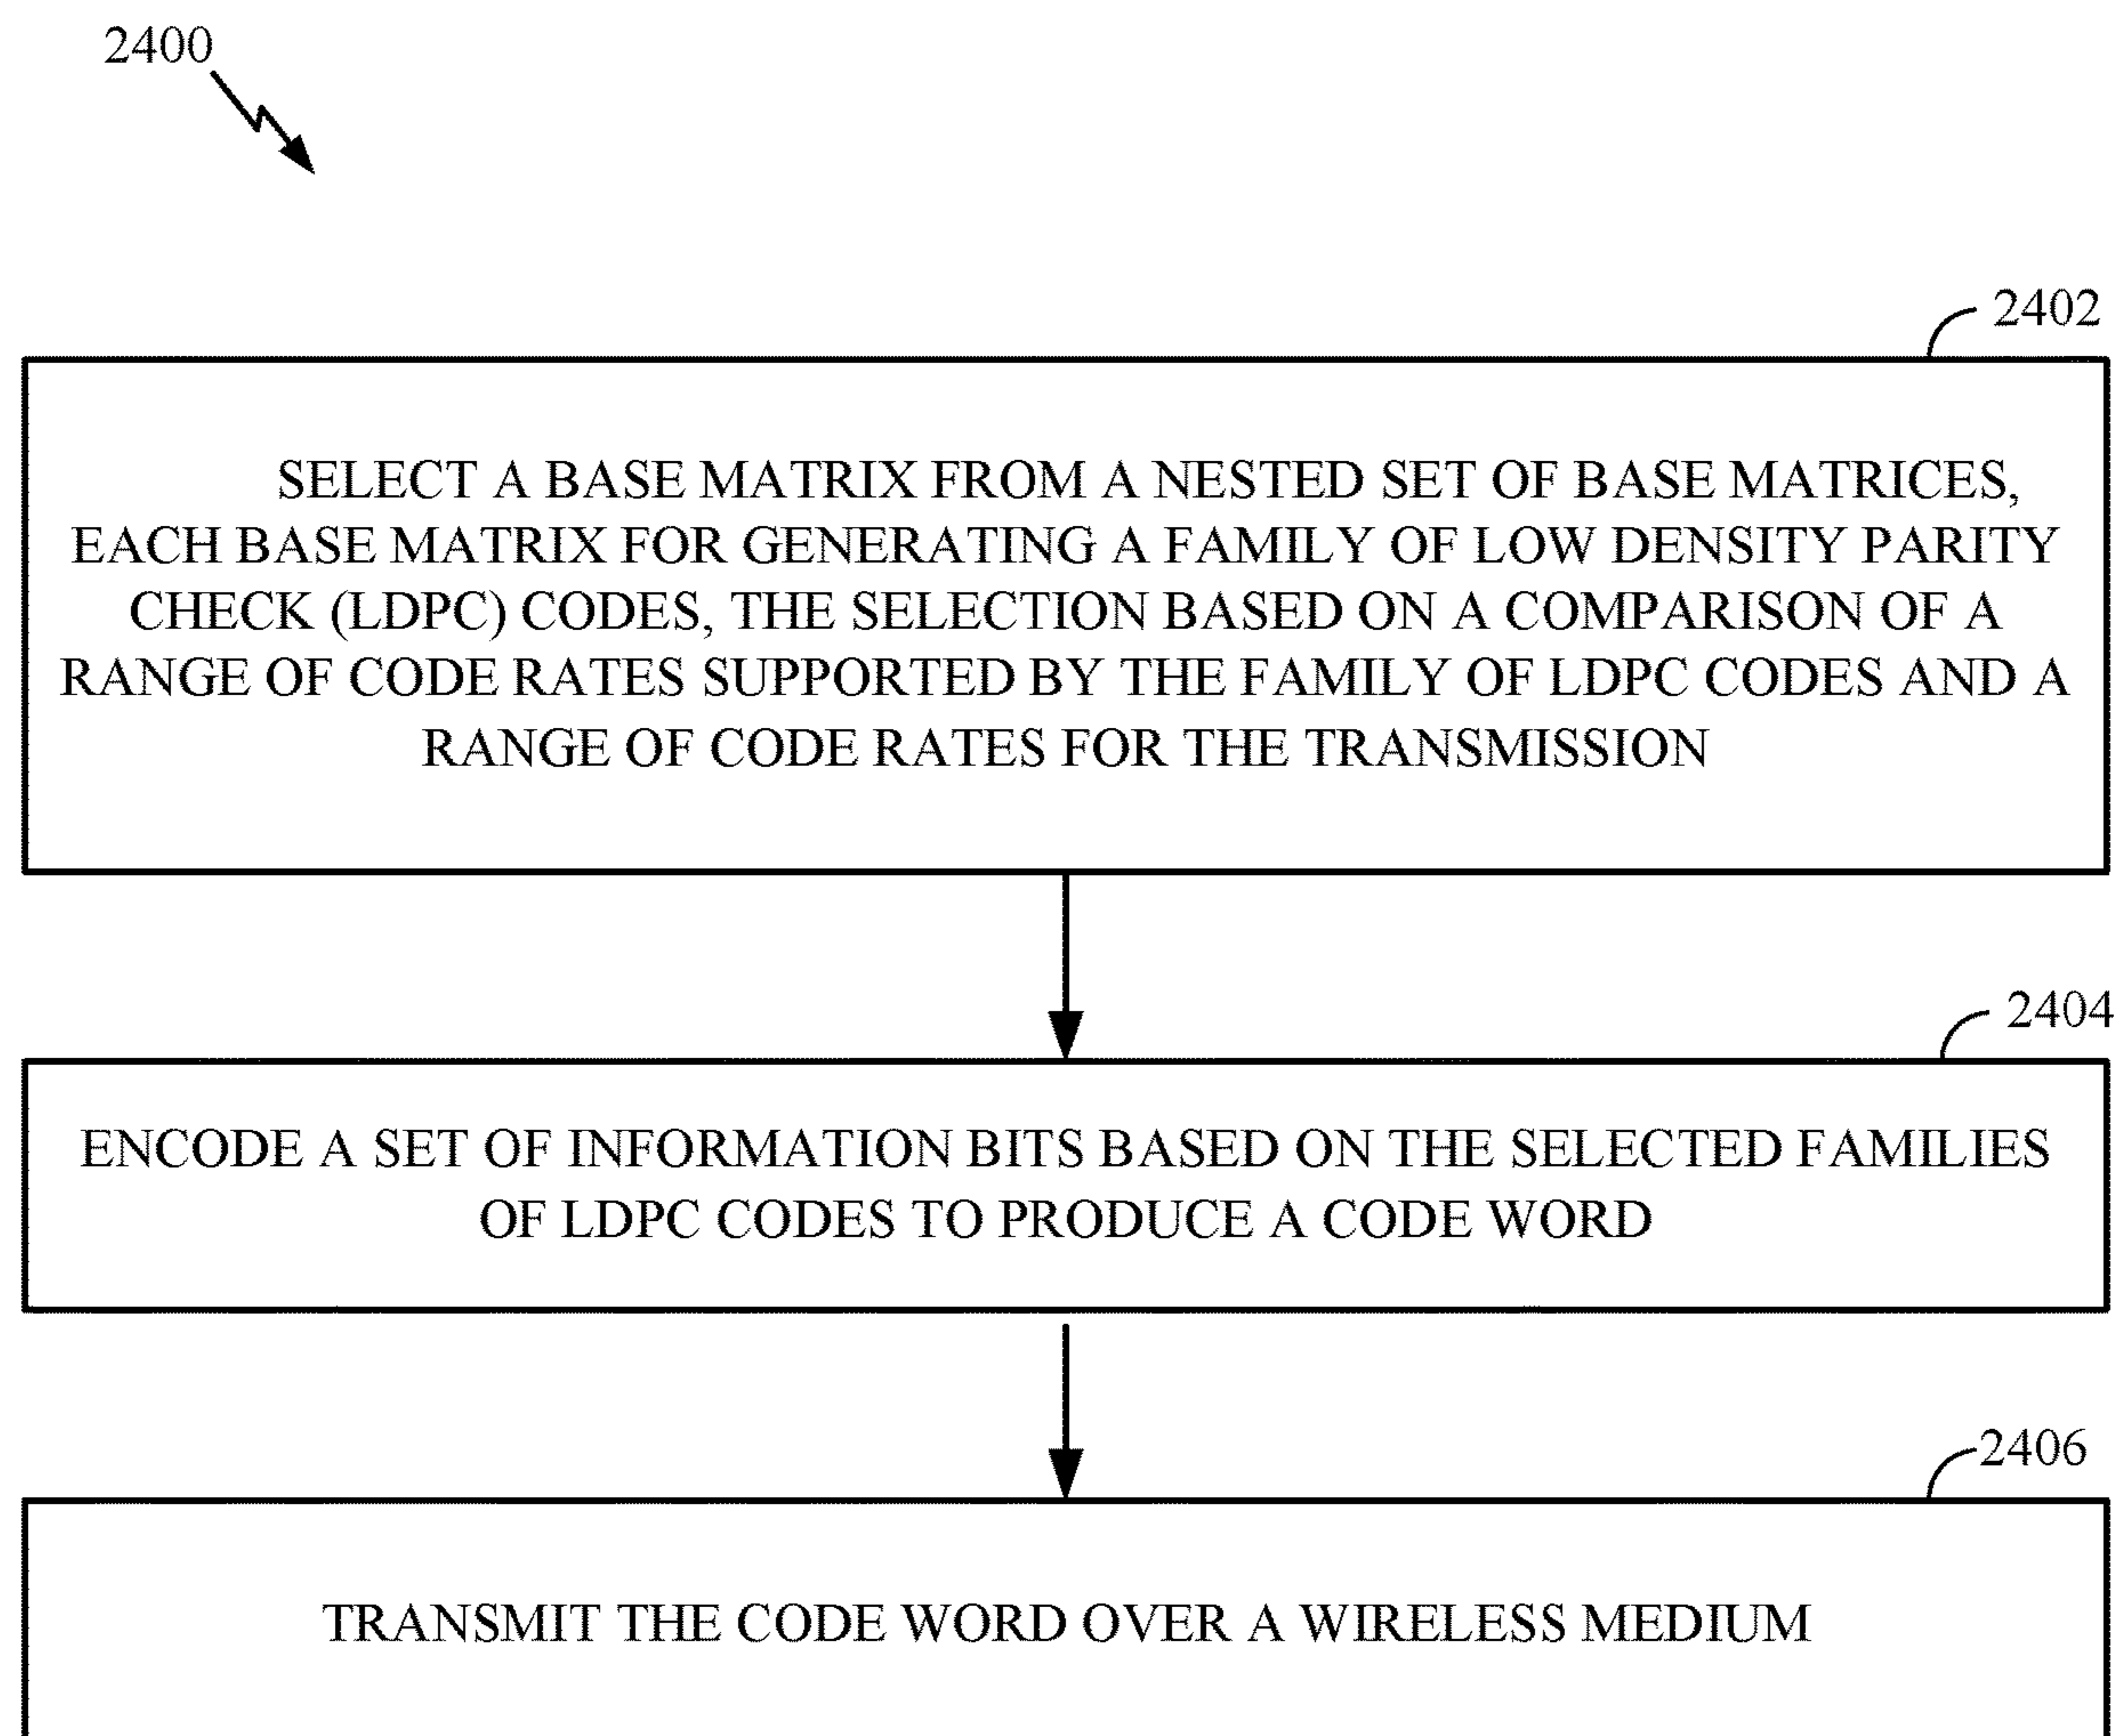 2400
2402
SELECT A BASE MATRIX FROM A NESTED SET OF BASE MATRICES,
EACH BASE MATRIX FOR GENERATING A FAMILY OF LOW DENSITY PARITY
CHECK (LDPC) CODES, THE SELECTION BASED ON A COMPARISON OF A
RANGE OF CODE RATES SUPPORTED BY THE FAMILY OF LDPC CODES AND A
RANGE OF CODE RATES FOR THE TRANSMISSION
2404
ENCODE A SET OF INFORMATION BITS BASED ON THE SELECTED FAMILIES
OF LDPC CODES TO PRODUCE A CODE WORD
2406
TRANSMIT THE CODE WORD OVER A WIRELESS MEDIUM